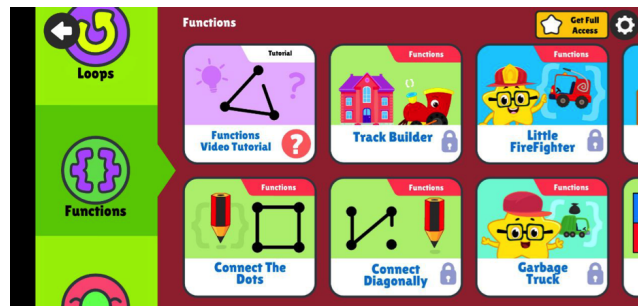 Functions
Get Full
Access
Loops
Functions
Tutorial
?
Functions
Video Tutorial
?
Functions
{}
Track Builder
Functions
Little
FireFighter
{ }
Functions
Connect The
Dots
Functions
Connect
Diagonally
Functions
Garbage
Truck